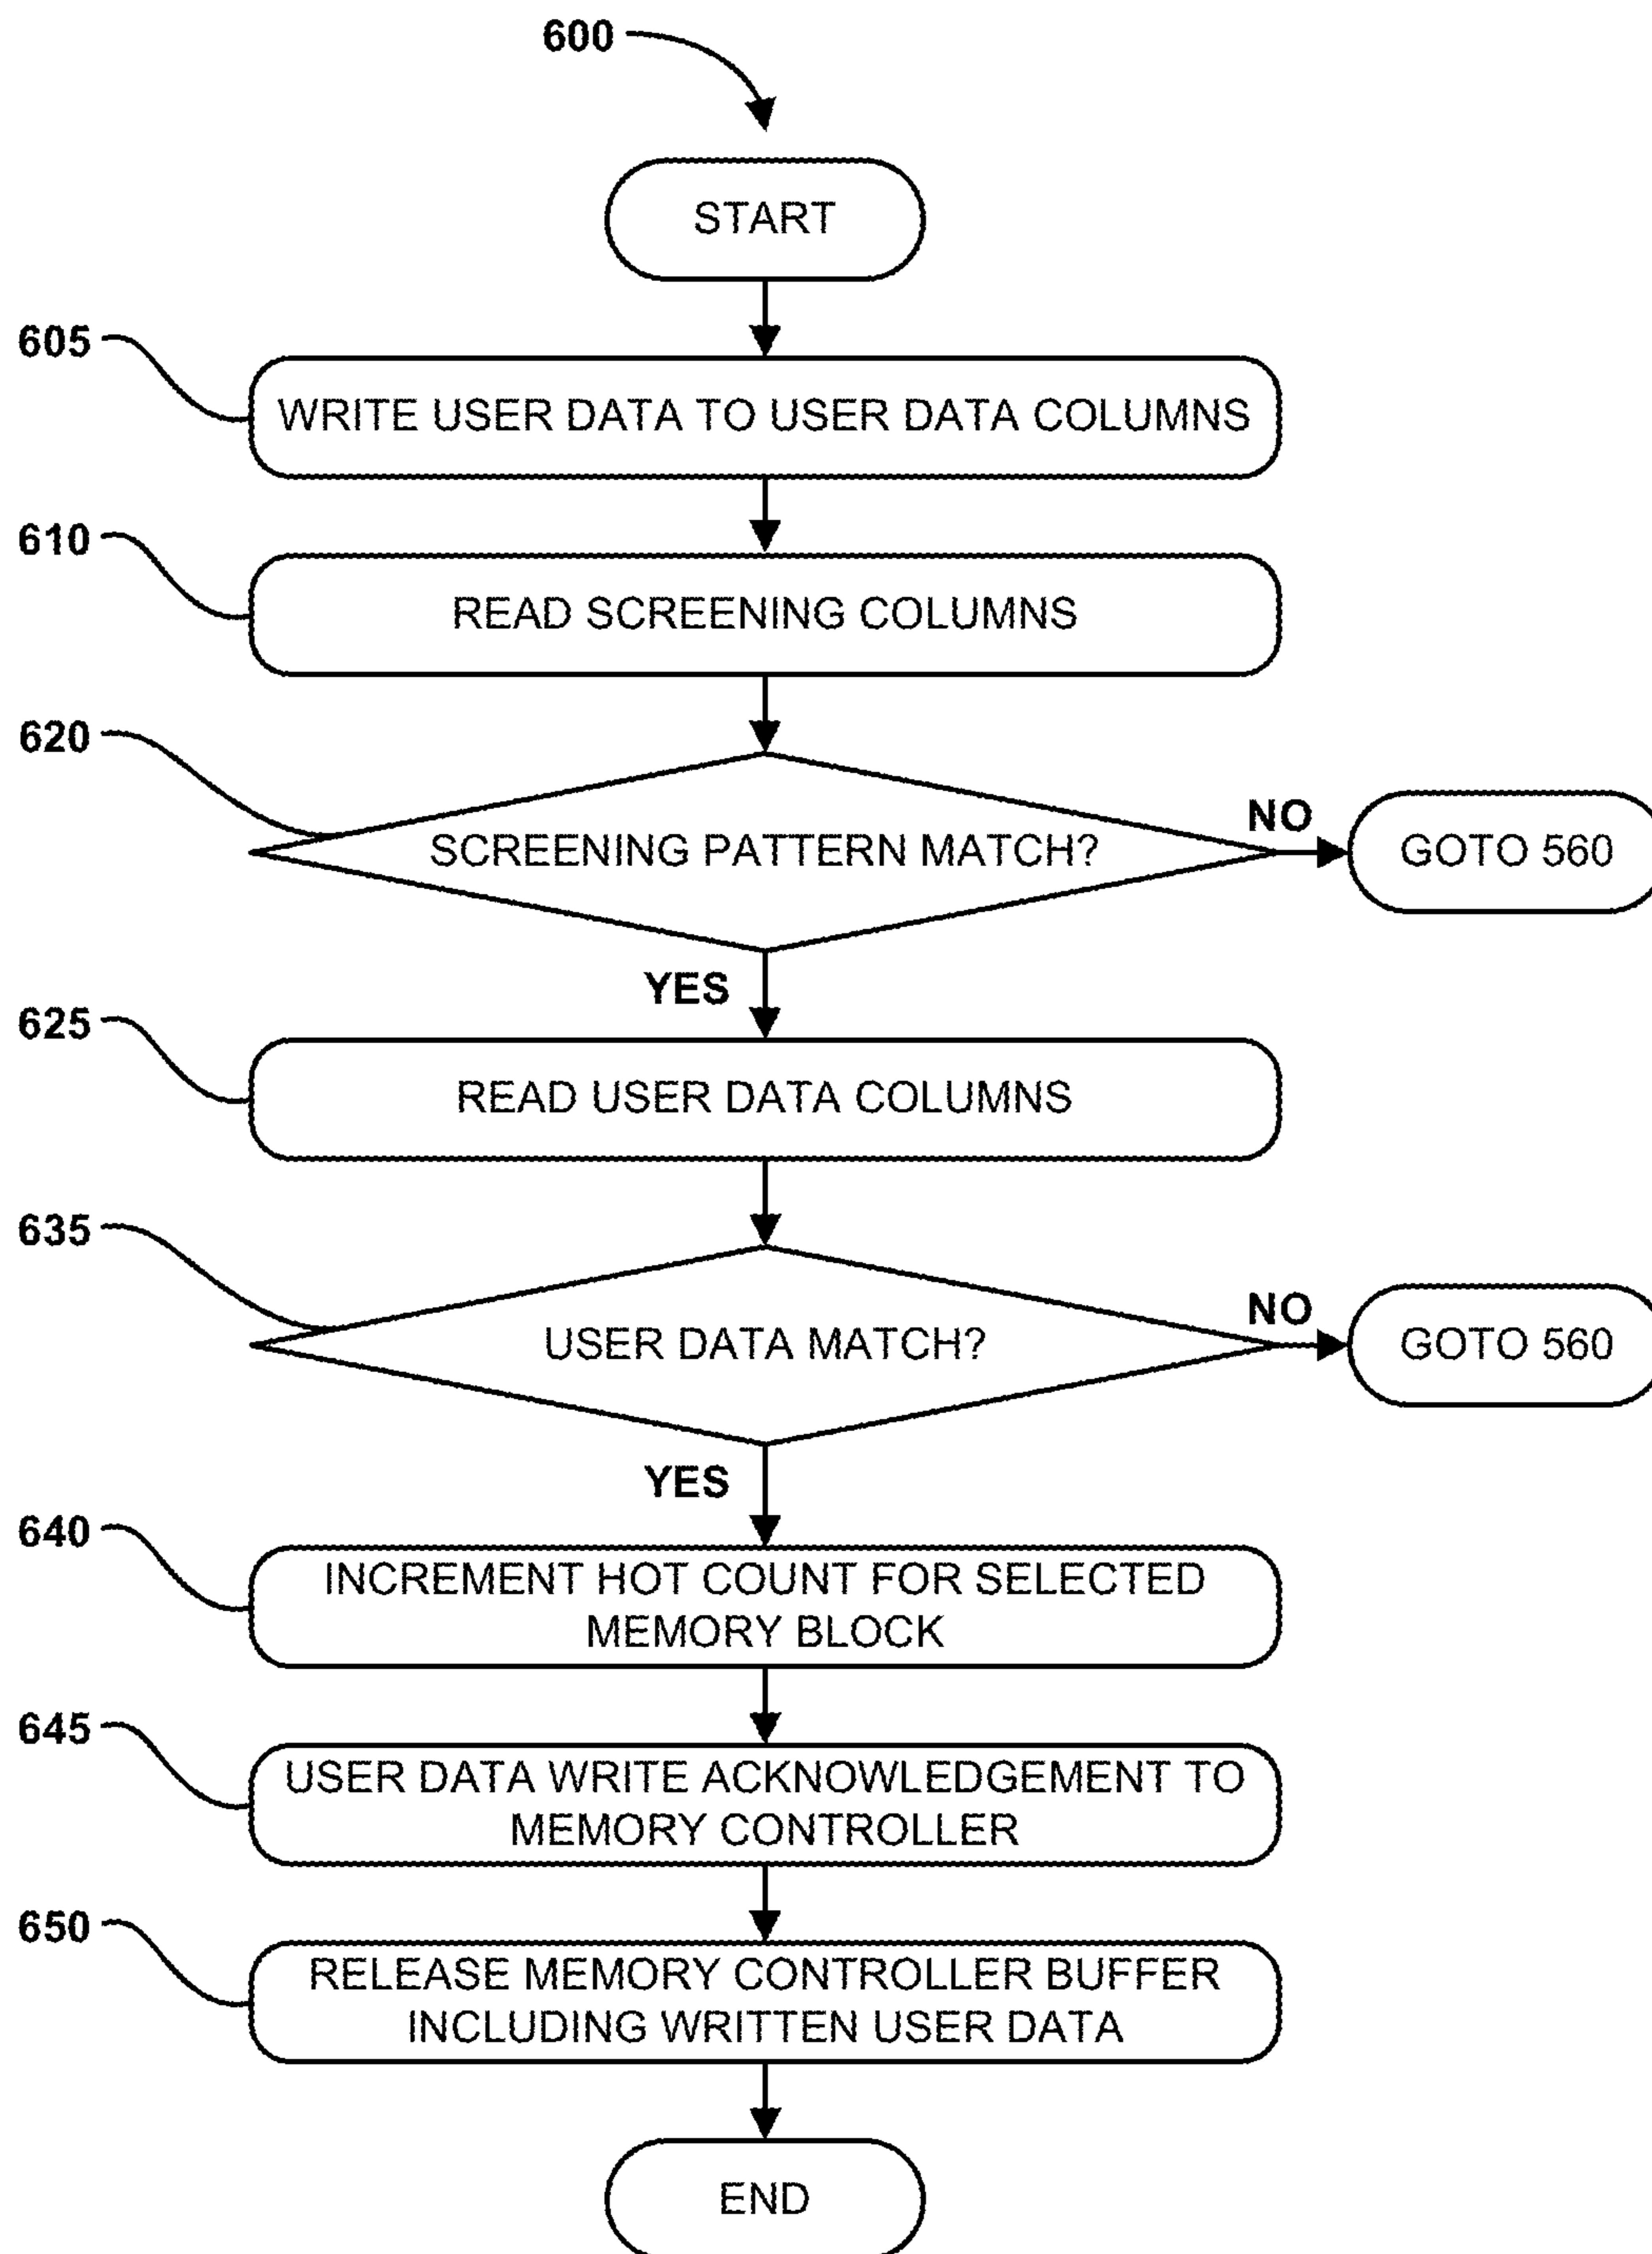 600
START
605
WRITE USER DATA TO USER DATA COLUMNS
610
READ SCREENING COLUMNS
620
SCREENING PATTERN MATCH?
NO
GOTO 560
YES
625
READ USER DATA COLUMNS
635
USER DATA MATCH?
NO
GOTO 560
YES
640
INCREMENT HOT COUNT FOR SELECTED
MEMORY BLOCK
645
USER DATA WRITE ACKNOWLEDGEMENT TO
MEMORY CONTROLLER
650
RELEASE MEMORY CONTROLLER BUFFER
INCLUDING WRITTEN USER DATA
END